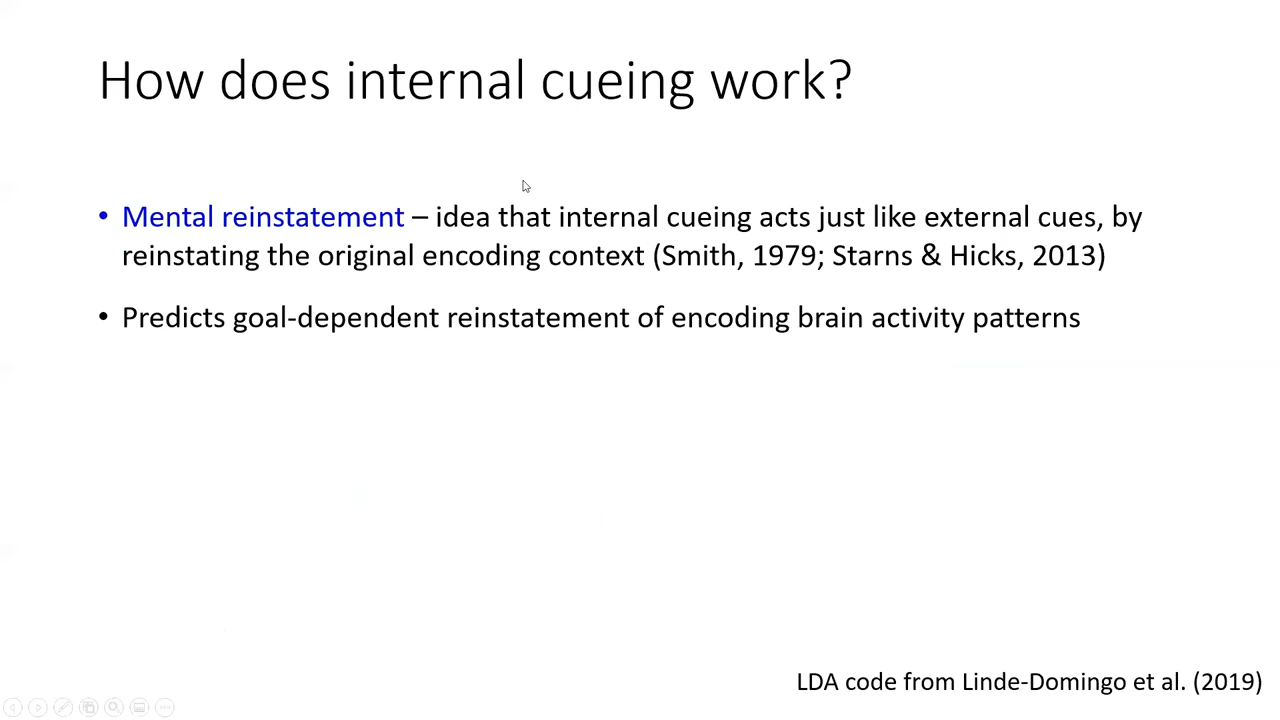 How does internal cueing work?
• Mental reinstatement – idea that internal cueing acts just like external cues, by
reinstating the original encoding context (Smith, 1979; Starns & Hicks, 2013)
• Predicts goal-dependent reinstatement of encoding brain activity patterns
LDA code from Linde-Domingo et al. (2019)